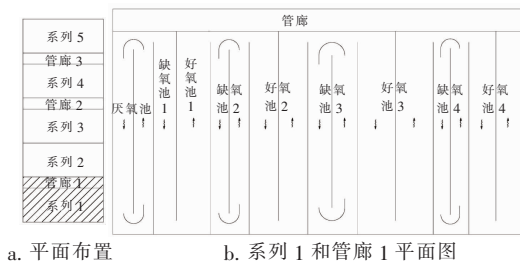 系列 5
管廊 3
系列 4
管廊 2
系列 3
系列 2
管廊 1
系列 1
a. 平面布置
管廊
厌氧池
缺氧池 1
好氧池 1
缺氧池 2
好氧池 2
缺氧池 3
好氧池 3
缺氧池 4
好氧池 4
b. 系列 1 和管廊 1 平面图